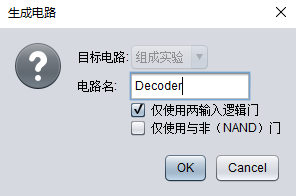 生成电路
目标电路: 组成实验
电路名: Decoder
仅使用两输入逻辑门
仅使用与非（NAND）门
OK Cancel